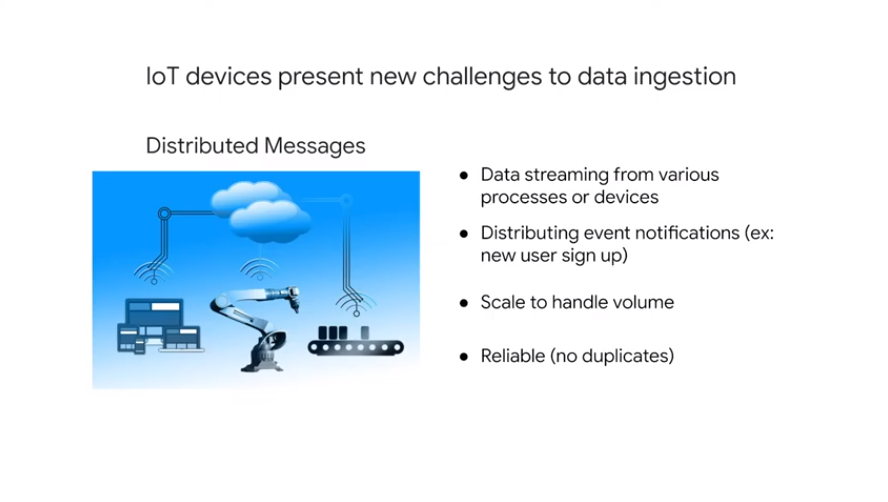 IoT devices present new challenges to data ingestion
Distributed Messages
● Data streaming from various
processes or devices
● Distributing event notifications (ex:
new user sign up)
● Scale to handle volume
● Reliable (no duplicates)